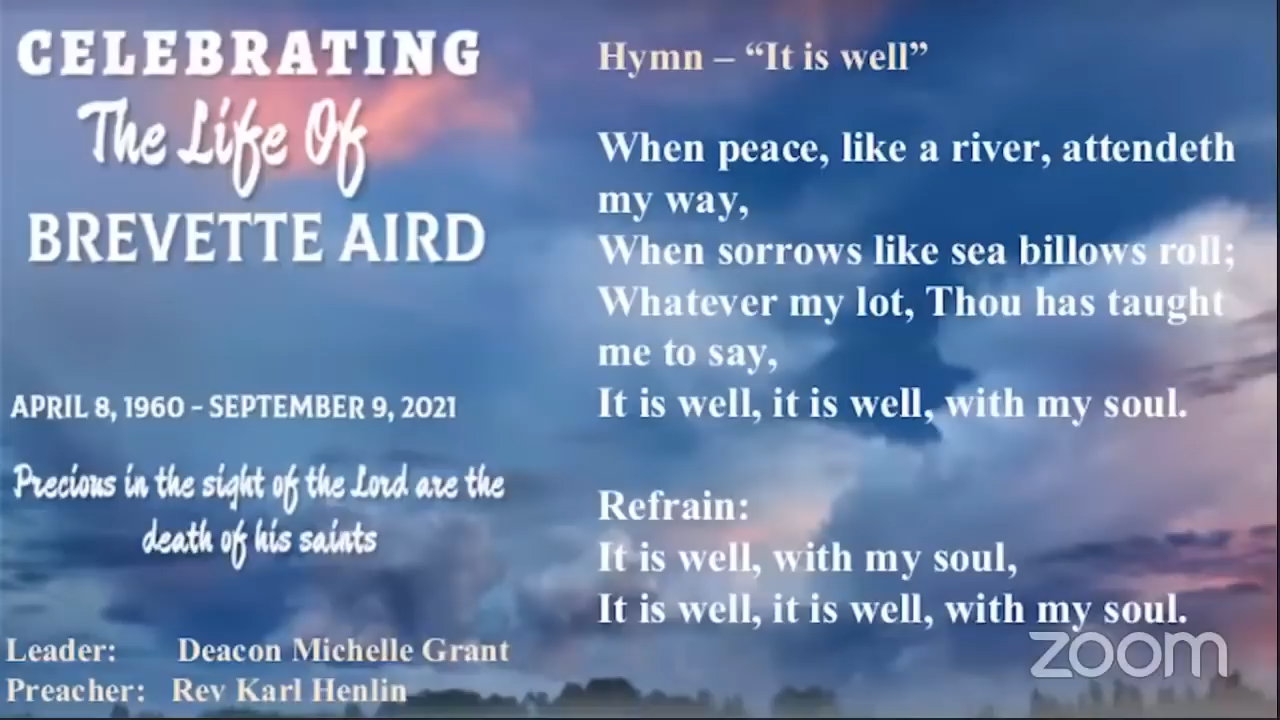 CELEBRATING
The Life Of
BREVETTE AIRD
APRIL 8, 1960 - SEPTEMBER 9, 2021
Precious in the sight of the Lord are the
death of his saints
Leader: Deacon Michelle Grant
Preacher: Rev Karl Henlin
Hymn – “It is well”
When peace, like a river, attendeth
my way,
When sorrows like sea billows roll;
Whatever my lot, Thou has taught
me to say,
It is well, it is well, with my soul.
Refrain:
It is well, with my soul,
It is well, it is well, with my soul.
zoom